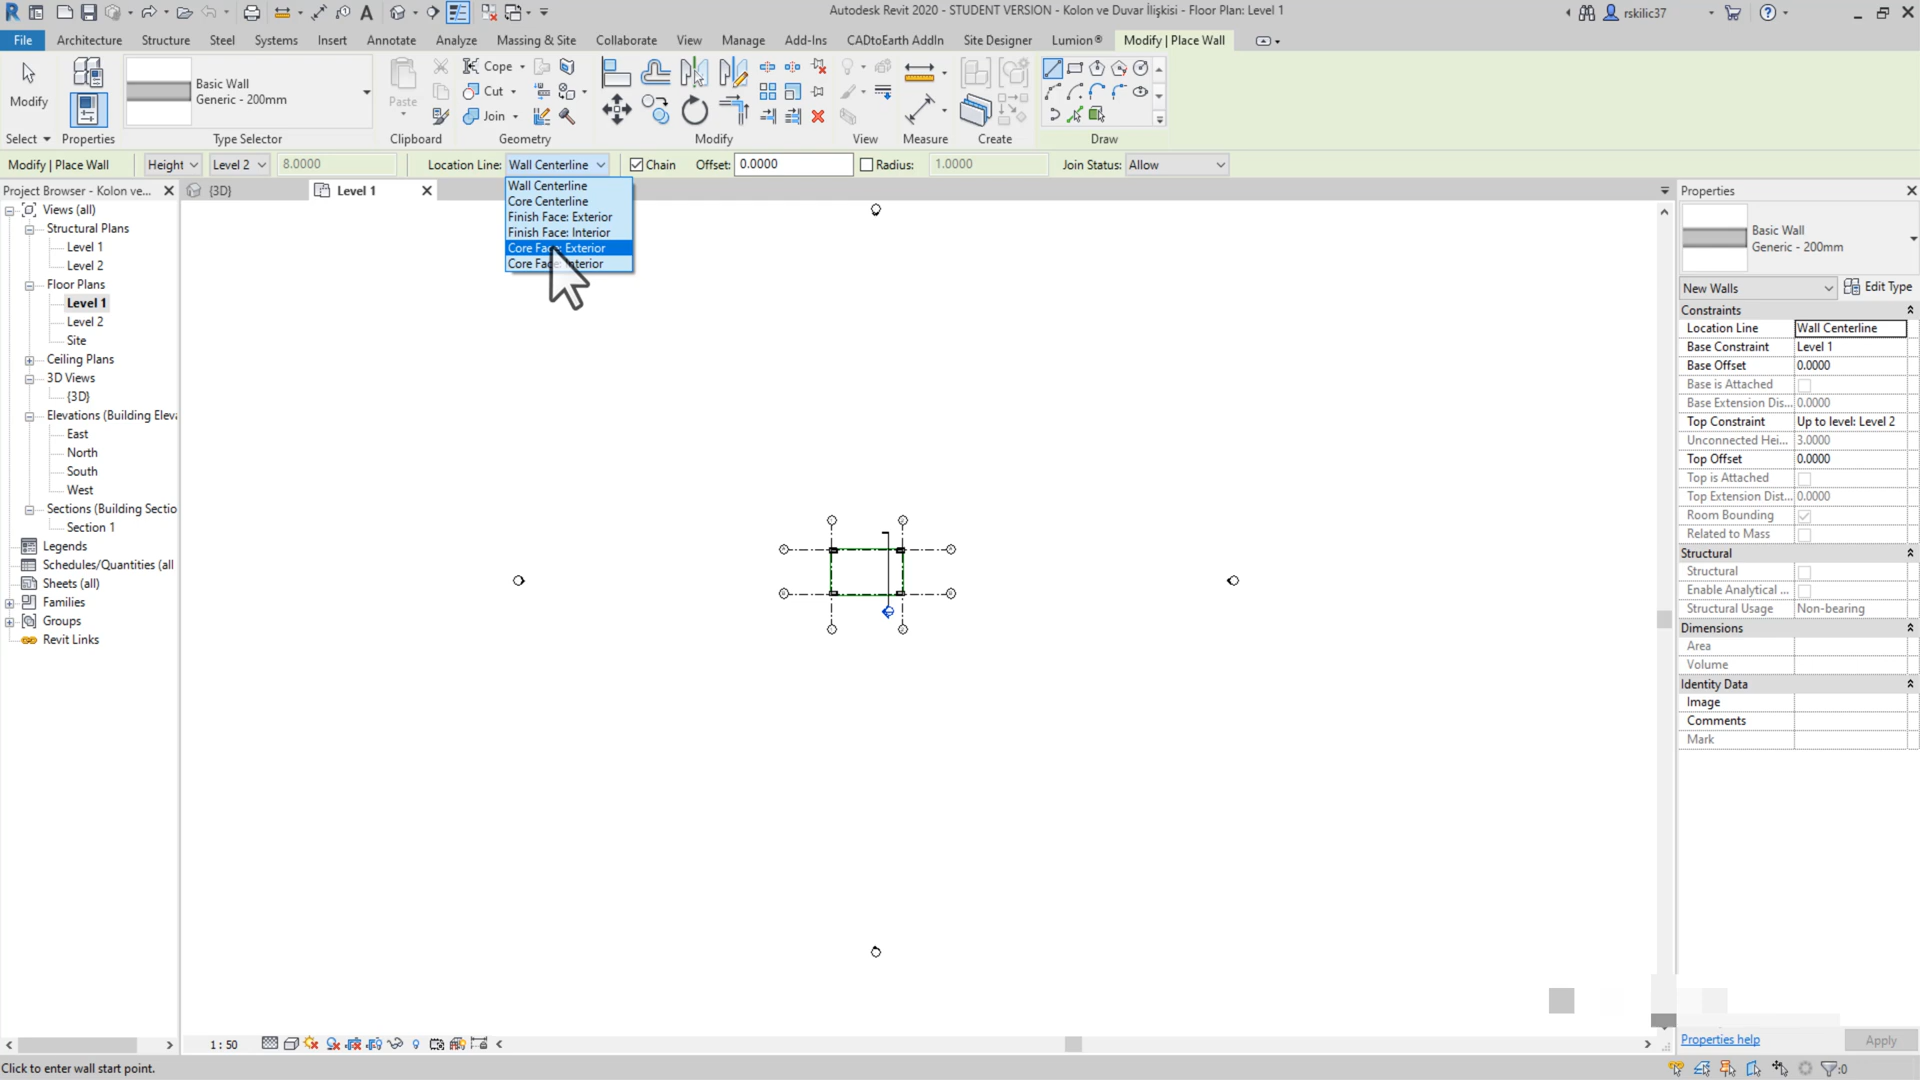 Autodesk Revit 2020 - STUDENT VERSION - Kolon ve Duvar İlişkisi - Floor Plan: Level 1
rskilic37
File Architecture Structure Steel Systems Insert Annotate Analyze Massing & Site Collaborate View Manage Add-Ins CADtoEarth AddIn Site Designer Lumion® Modify | Place Wall
Modify
Basic Wall
Generic - 200mm
Paste
Cope
Cut
Join
Select Properties Type Selector Clipboard Geometry Modify View Measure Create Draw
Modify | Place Wall Height Level 2 8.0000 Location Line: Wall Centerline Chain Offset: 0.0000 Radius: 1.0000 Join Status: Allow
Wall Centerline
Core Centerline
Finish Face: Exterior
Finish Face: Interior
Core Face: Exterior
Core Face: Interior
Project Browser - Kolon ve...
{3D}
Level 1
Views (all)
Structural Plans
Level 1
Level 2
Floor Plans
Level 1
Level 2
Site
Ceiling Plans
3D Views
{3D}
Elevations (Building Eleva
East
North
South
West
Sections (Building Sectio
Section 1
Legends
Schedules/Quantities (all
Sheets (all)
Families
Groups
Revit Links
Properties
Basic Wall
Generic - 200mm
New Walls Edit Type
Constraints
Location Line Wall Centerline
Base Constraint Level 1
Base Offset 0.0000
Base is Attached
Base Extension Dis... 0.0000
Top Constraint Up to level: Level 2
Unconnected Hei... 3.0000
Top Offset 0.0000
Top is Attached
Top Extension Dist... 0.0000
Room Bounding
Related to Mass
Structural
Structural
Enable Analytical ...
Structural Usage Non-bearing
Dimensions
Area
Volume
Identity Data
Image
Comments
Mark
Properties help Apply
1 : 50
Click to enter wall start point.
:0